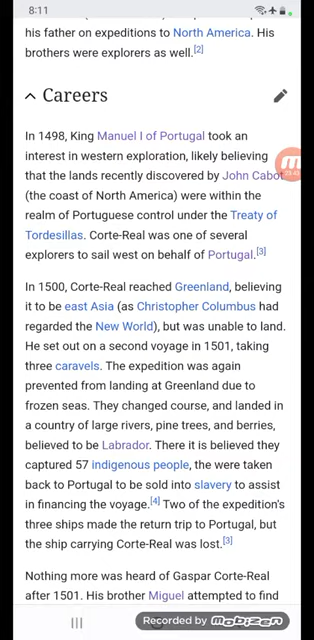 8:11
his father on expeditions to North America. His
brothers were explorers as well.[2]
Careers
In 1498, King Manuel I of Portugal took an
interest in western exploration, likely believing
that the lands recently discovered by John Cabot
(the coast of North America) were within the
realm of Portuguese control under the Treaty of
Tordesillas. Corte-Real was one of several
explorers to sail west on behalf of Portugal.[3]
In 1500, Corte-Real reached Greenland, believing
it to be east Asia (as Christopher Columbus had
regarded the New World), but was unable to land.
He set out on a second voyage in 1501, taking
three caravels. The expedition was again
prevented from landing at Greenland due to
frozen seas. They changed course, and landed in
a country of large rivers, pine trees, and berries,
believed to be Labrador. There it is believed they
captured 57 indigenous people, the were taken
back to Portugal to be sold into slavery to assist
in financing the voyage.[4] Two of the expedition's
three ships made the return trip to Portugal, but
the ship carrying Corte-Real was lost.[3]
Nothing more was heard of Gaspar Corte-Real
after 1501. His brother Miguel attempted to find
Recorded by Mobizen